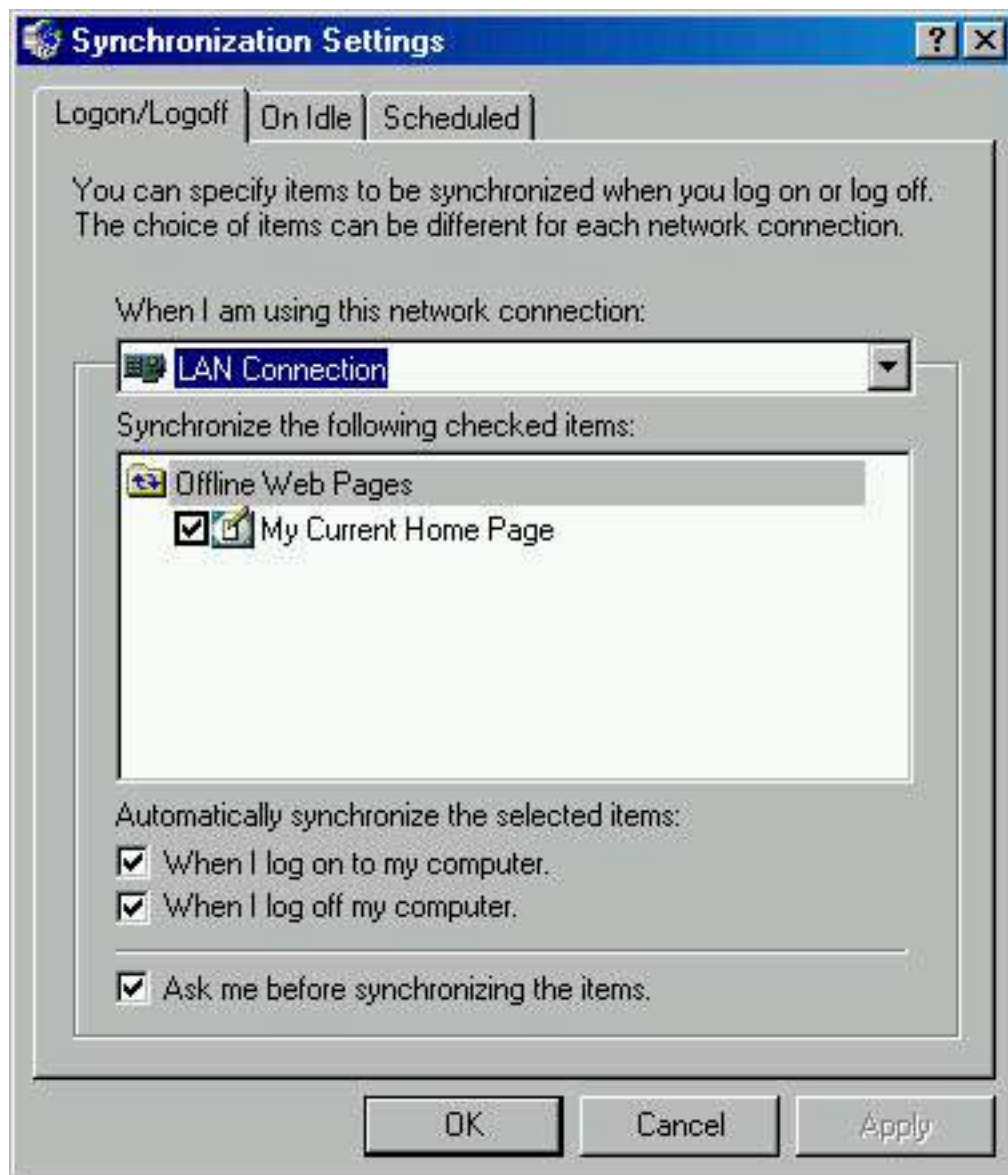 Synchronization Settings
Logon/Logoff On Idle Scheduled
You can specify items to be synchronized when you log on or log off.
The choice of items can be different for each network connection.
When I am using this network connection:
LAN Connection
Synchronize the following checked items:
Offline Web Pages
My Current Home Page
Automatically synchronize the selected items:
When I log on to my computer.
When I log off my computer.
Ask me before synchronizing the items.
OK Cancel Apply